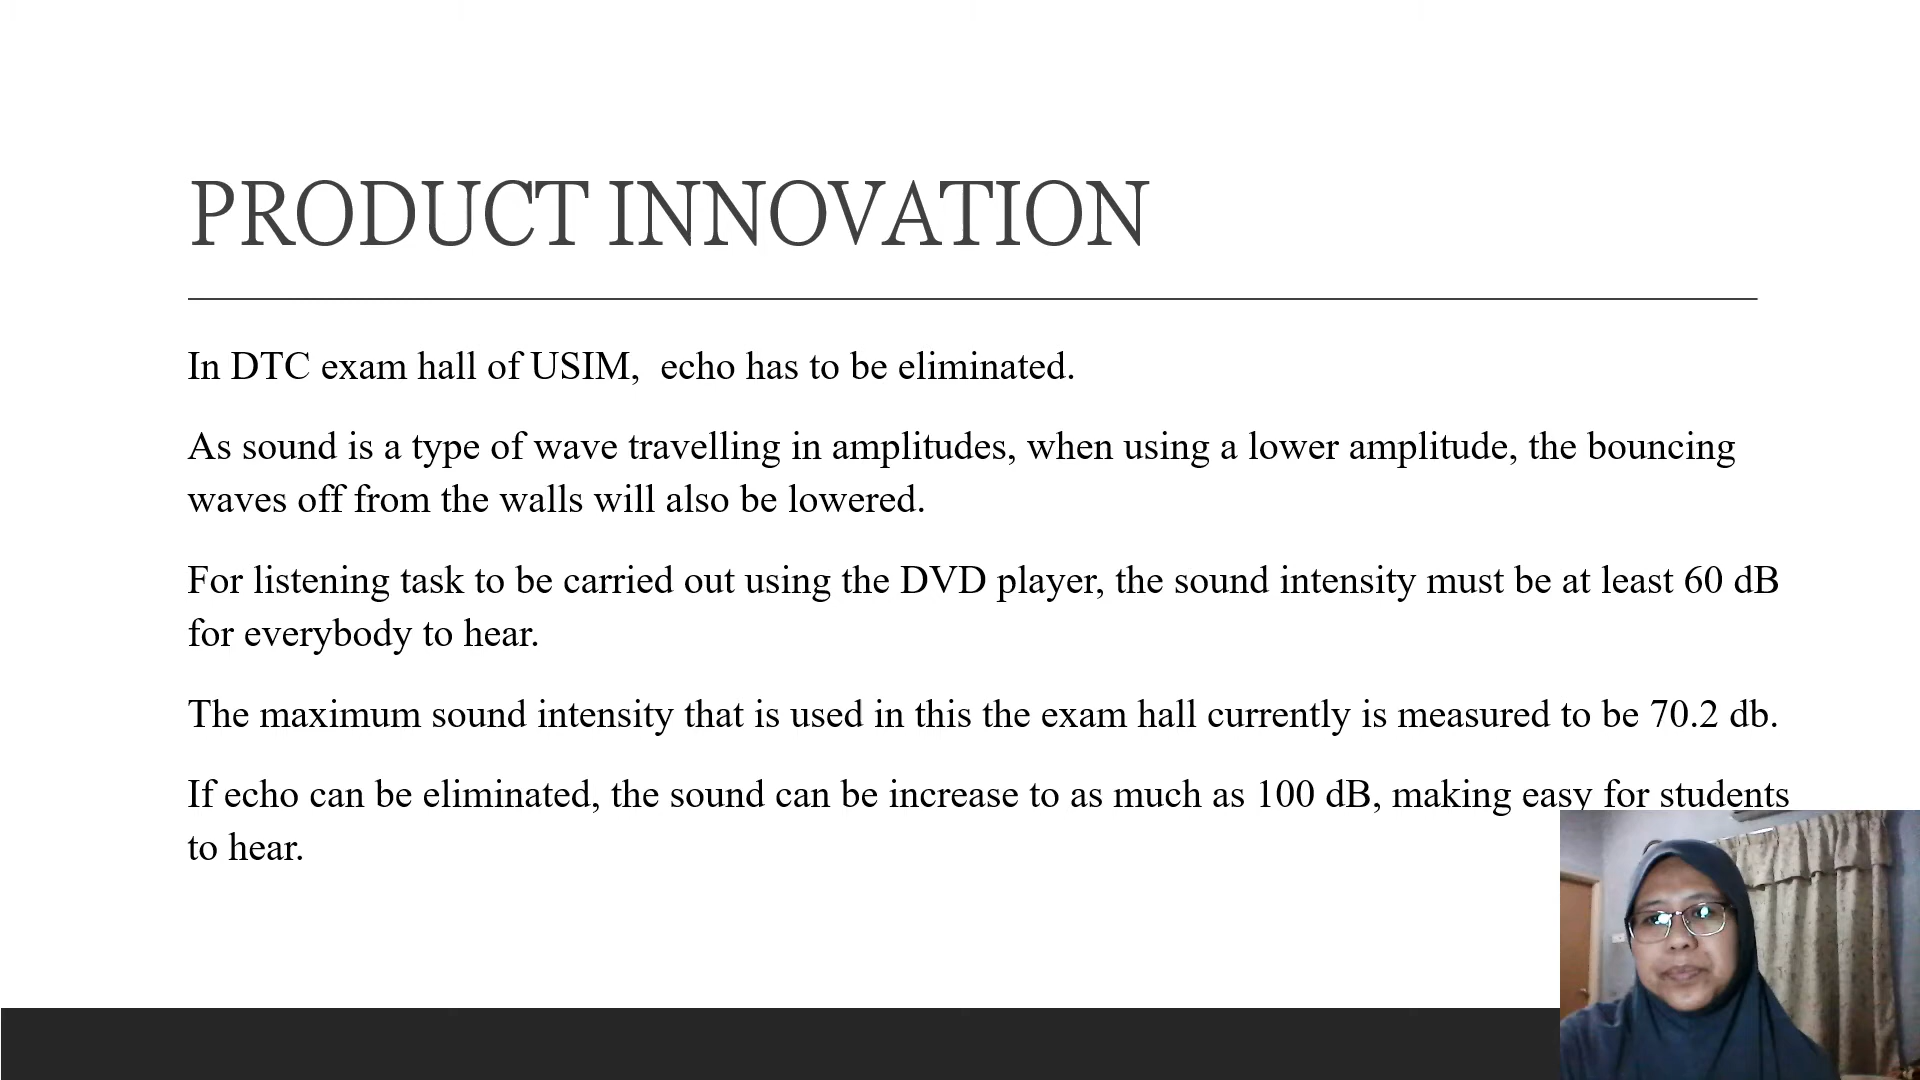 PRODUCT INNOVATION
In DTC exam hall of USIM,  echo has to be eliminated.
As sound is a type of wave travelling in amplitudes, when using a lower amplitude, the bouncing
waves off from the walls will also be lowered.
For listening task to be carried out using the DVD player, the sound intensity must be at least 60 dB
for everybody to hear.
The maximum sound intensity that is used in this the exam hall currently is measured to be 70.2 db.
If echo can be eliminated, the sound can be increase to as much as 100 dB, making easy for students
to hear.